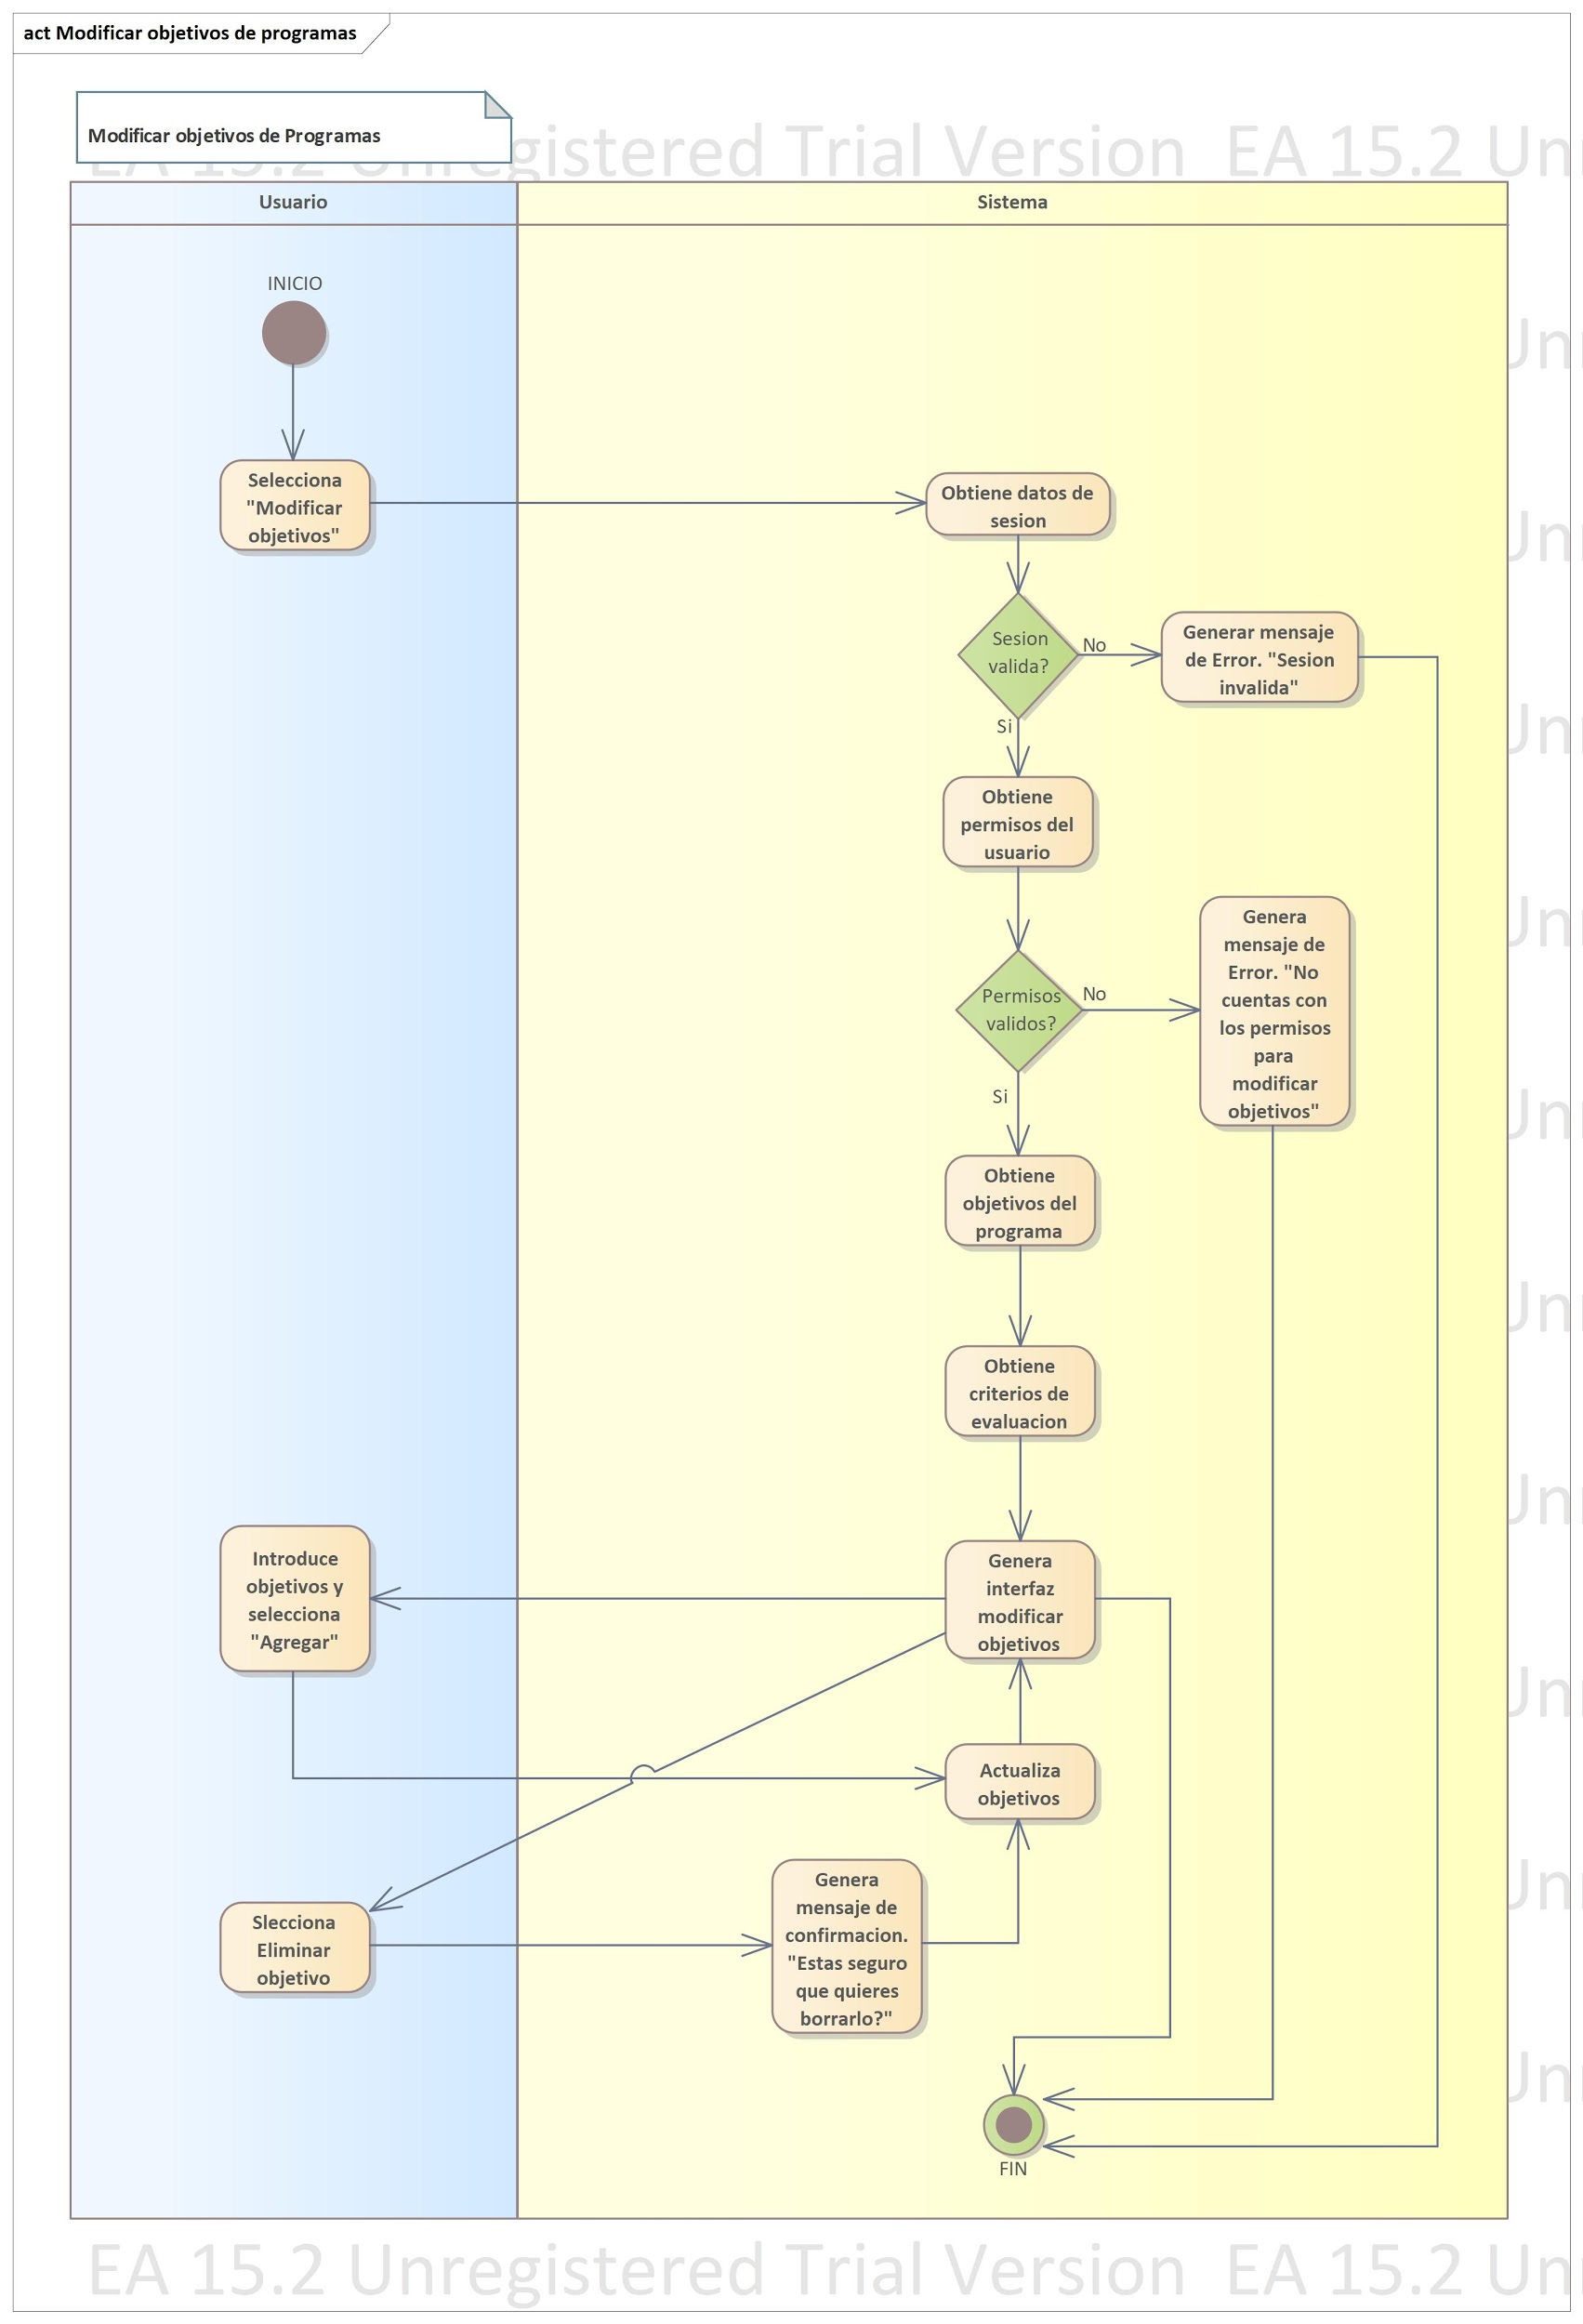 act Modificar objetivos de programas
Modificar objetivos de Programas
EA 15.2 Unregistered Trial Version EA 15.2 Un
Usuario
Sistema
INICIO
Selecciona
"Modificar
objetivos"
Obtiene datos de
sesion
Sesion
valida?
No
Generar mensaje
de Error. "Sesion
invalida"
Si
Obtiene
permisos del
usuario
Permisos
validos?
No
Genera
mensaje de
Error. "No
cuentas con
los permisos
para
modificar
objetivos"
Si
Obtiene
objetivos del
programa
Obtiene
criterios de
evaluacion
Introduce
objetivos y
selecciona
"Agregar"
Genera
interfaz
modificar
objetivos
Actualiza
objetivos
Slecciona
Eliminar
objetivo
Genera
mensaje de
confirmacion.
"Estas seguro
que quieres
borrarlo?"
FIN
EA 15.2 Unregistered Trial Version EA 15.2 Un